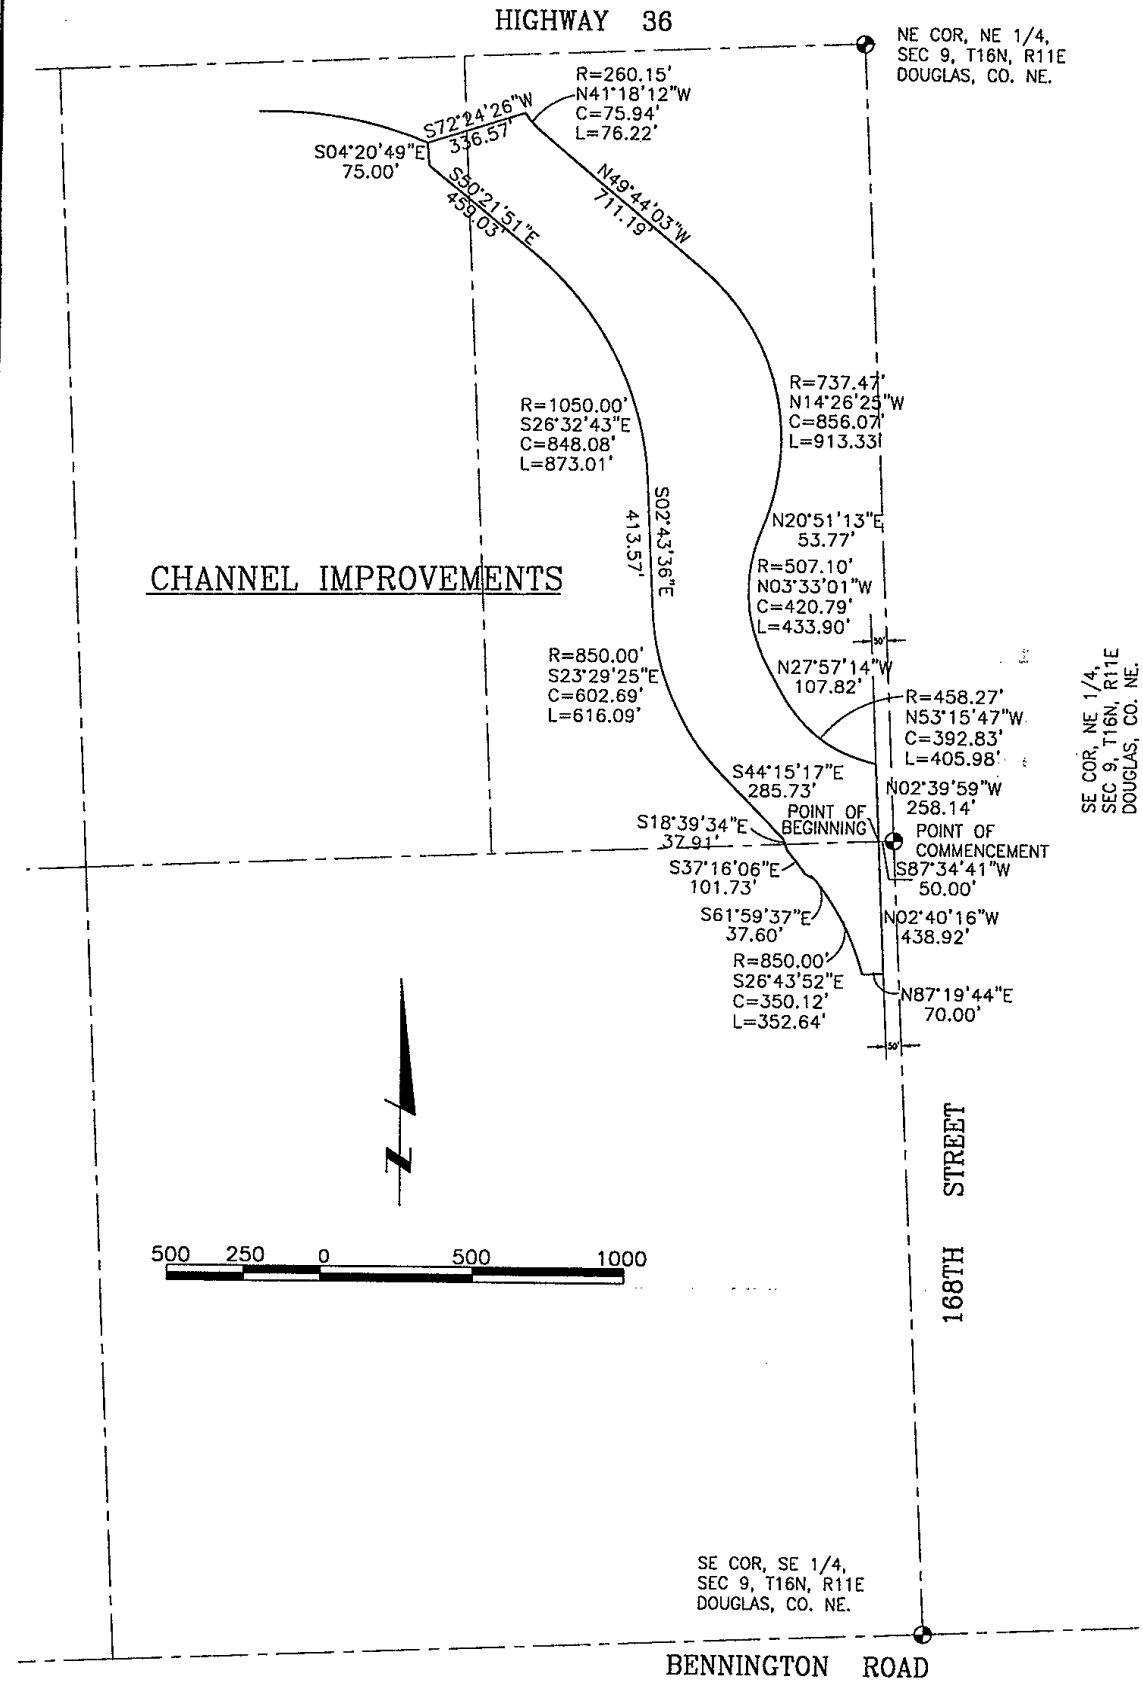 HIGHWAY 36
NE COR, NE 1/4,
SEC 9, T16N, R11E
DOUGLAS, CO. NE.
R=260.15'
N41°18'12"W
C=75.94'
L=76.22'
S72°24'26"W
336.57'
S04°20'49"E
75.00'
S50°21'51"E
459.03'
N49°44'03"W
711.19'
R=737.47'
N14°26'25"W
C=856.07'
L=913.33'
R=1050.00'
S26°32'43"E
C=848.08'
L=873.01'
S02°43'36"E
413.57'
N20°51'13"E
53.77'
CHANNEL IMPROVEMENTS
R=507.10'
N03°33'01"W
C=420.79'
L=433.90'
50'
R=850.00'
S23°29'25"E
C=602.69'
L=616.09'
N27°57'14"W
107.82'
R=458.27'
N53°15'47"W
C=392.83'
L=405.98'
SE COR, NE 1/4,
SEC 9, T16N, R11E
DOUGLAS, CO. NE.
S44°15'17"E
285.73'
N02°39'59"W
258.14'
POINT OF
BEGINNING
S18°39'34"E
37.91'
POINT OF
COMMENCEMENT
S87°34'41"W
50.00'
S37°16'06"E
101.73'
S61°59'37"E
37.60'
N02°40'16"W
438.92'
R=850.00'
S26°43'52"E
C=350.12'
L=352.64'
N87°19'44"E
70.00'
50'
N
168TH STREET
500 250 0 500 1000
SE COR, SE 1/4,
SEC 9, T16N, R11E
DOUGLAS, CO. NE.
BENNINGTON ROAD